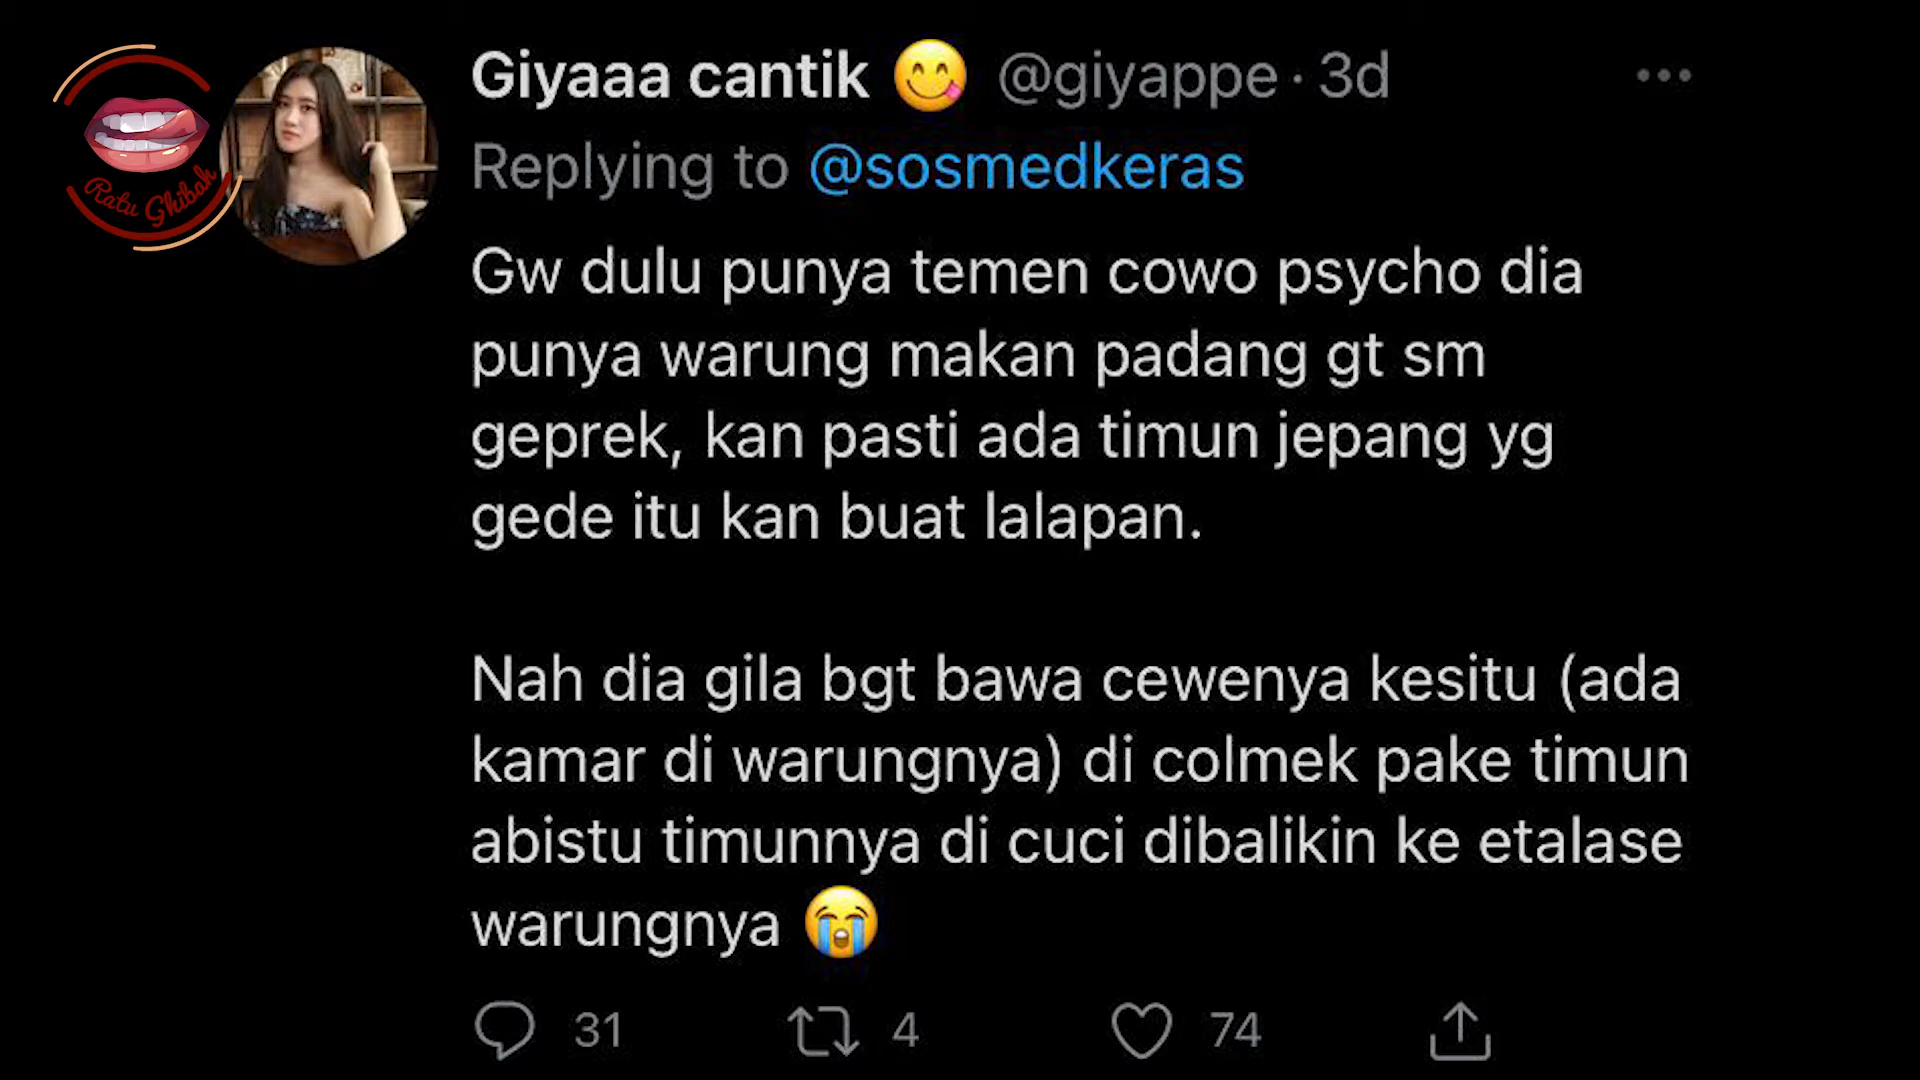 Ratu Ghibah
Giyaaa cantik 😋 @giyappe · 3d
Replying to @sosmedkeras
Gw dulu punya temen cowo psycho dia
punya warung makan padang gt sm
geprek, kan pasti ada timun jepang yg
gede itu kan buat lalapan.
Nah dia gila bgt bawa cewenya kesitu (ada
kamar di warungnya) di colmek pake timun
abistu timunnya di cuci dibalikin ke etalase
warungnya 😭
31 4 74